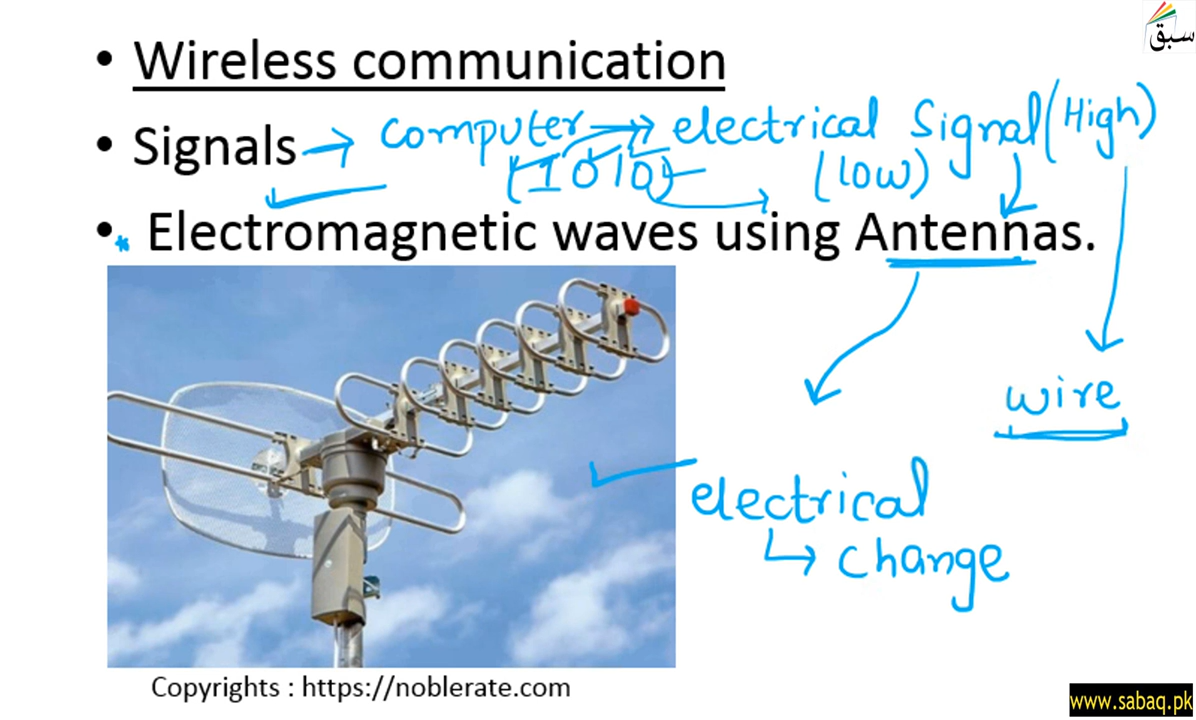 سبق
• Wireless communication
• Signals → computer → electrical Signal (High)
(1010) (low)
• * Electromagnetic waves using Antennas.
wire
electrical
↳ change
Copyrights : https://noblerate.com
www.sabaq.pk